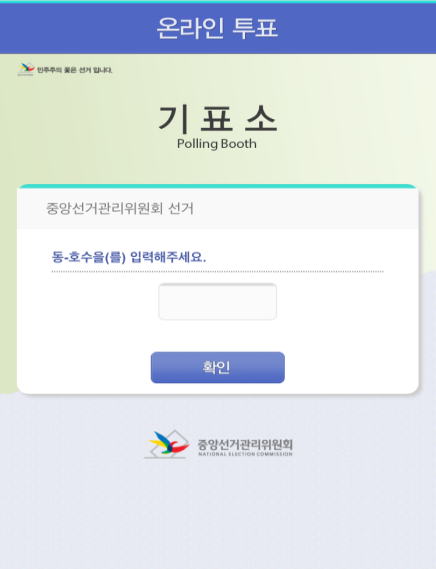 온라인 투표
민주주의 꽃은 선거 입니다.
기 표 소
Polling Booth
중앙선거관리위원회 선거
동-호수을(를) 입력해주세요.
확인
중앙선거관리위원회
NATIONAL ELECTION COMMISSION